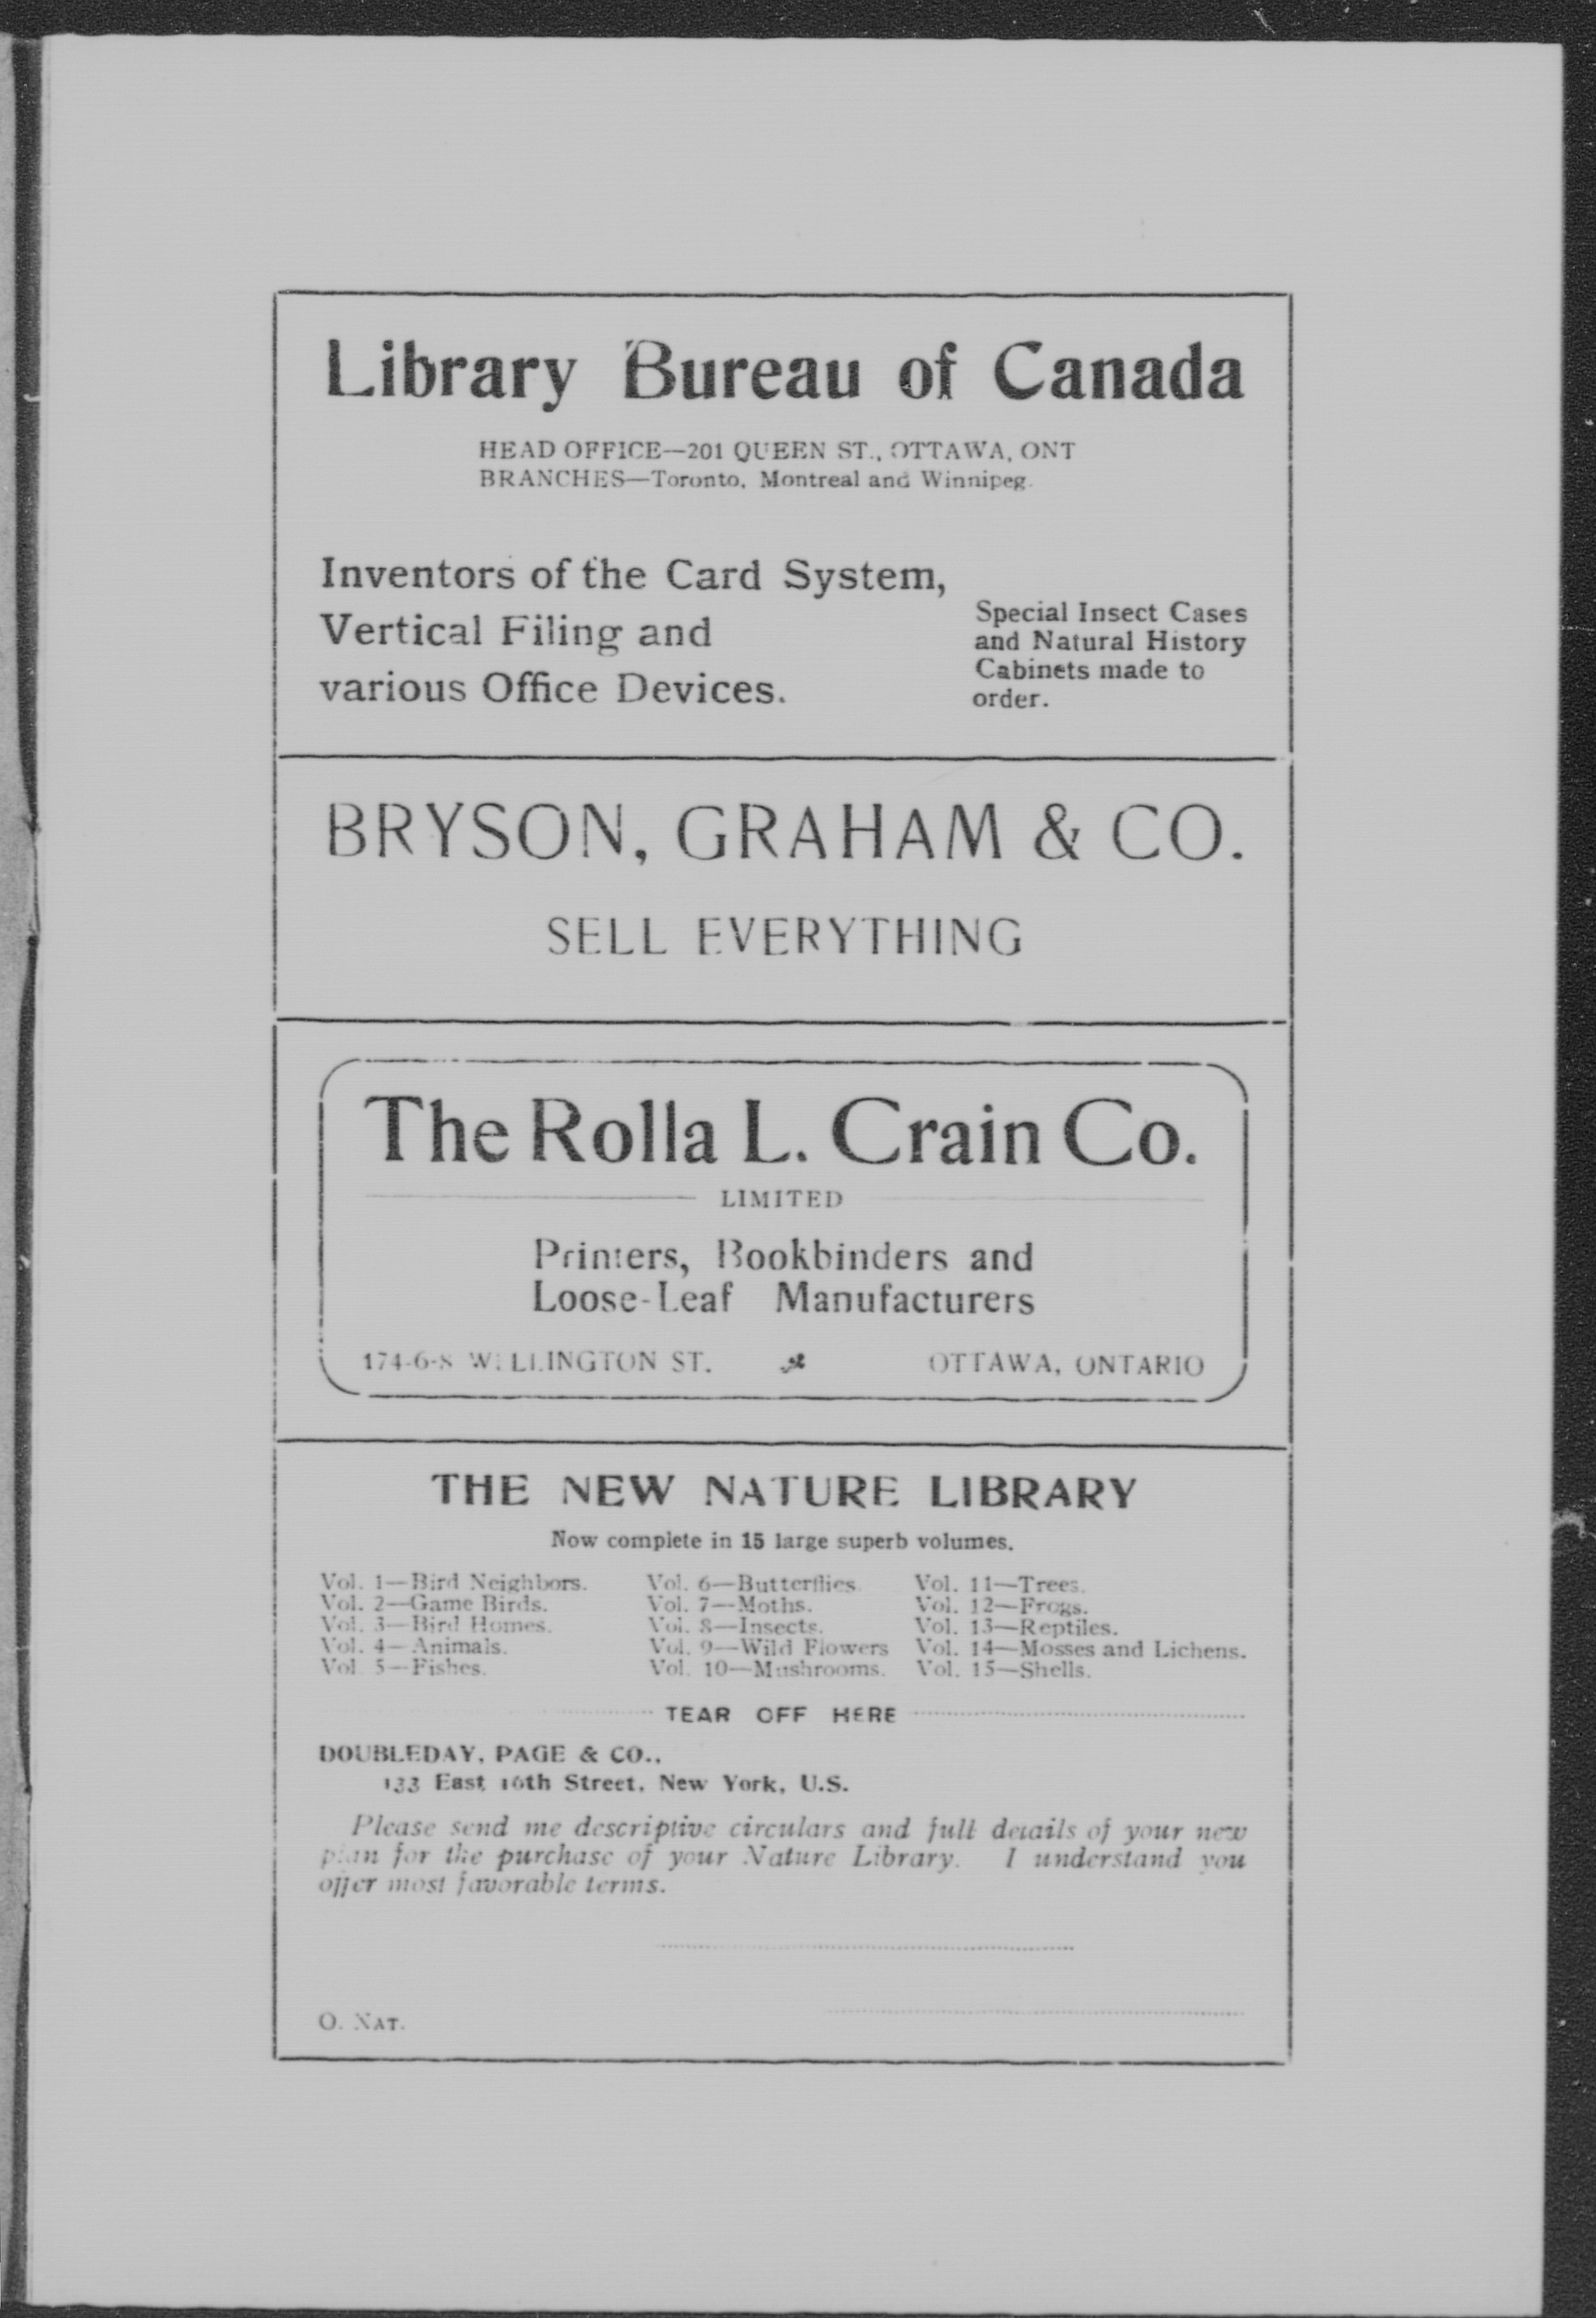 Library Bureau of Canada
HEAD OFFICE—201 QUEEN ST., OTTAWA, ONT
BRANCHES—Toronto, Montreal and Winnipeg.
Inventors of the Card System,
Vertical Filing and
various Office Devices.
Special Insect Cases
and Natural History
Cabinets made to
order.
BRYSON, GRAHAM & CO.
SELL EVERYTHING
The Rolla L. Crain Co.
LIMITED
Printers, Bookbinders and
Loose-Leaf Manufacturers
174-6-8 WELLINGTON ST. OTTAWA, ONTARIO
THE NEW NATURE LIBRARY
Now complete in 15 large superb volumes.
Vol. 1—Bird Neighbors.
Vol. 2—Game Birds.
Vol. 3—Bird Homes.
Vol. 4—Animals.
Vol. 5—Fishes.
Vol. 6—Butterflies.
Vol. 7—Moths.
Vol. 8—Insects.
Vol. 9—Wild Flowers
Vol. 10—Mushrooms.
Vol. 11—Trees.
Vol. 12—Frogs.
Vol. 13—Reptiles.
Vol. 14—Mosses and Lichens.
Vol. 15—Shells.
TEAR OFF HERE
DOUBLEDAY, PAGE & CO.,
133 East 16th Street, New York, U.S.
Please send me descriptive circulars and full details of your new
plan for the purchase of your Nature Library. I understand you
offer most favorable terms.
O. NAT.